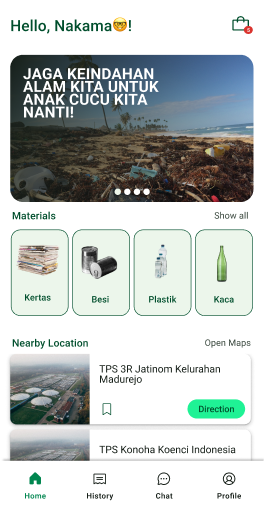 Hello, Nakama🤓!
5
JAGA KEINDAHAN
ALAM KITA UNTUK
ANAK CUCU KITA
NANTI!
Materials
Show all
Kertas
Besi
Plastik
Kaca
Nearby Location
Open Maps
TPS 3R Jatinom Kelurahan
Madurejo
Direction
TPS Konoha Koenci Indonesia
Home
History
Chat
Profile